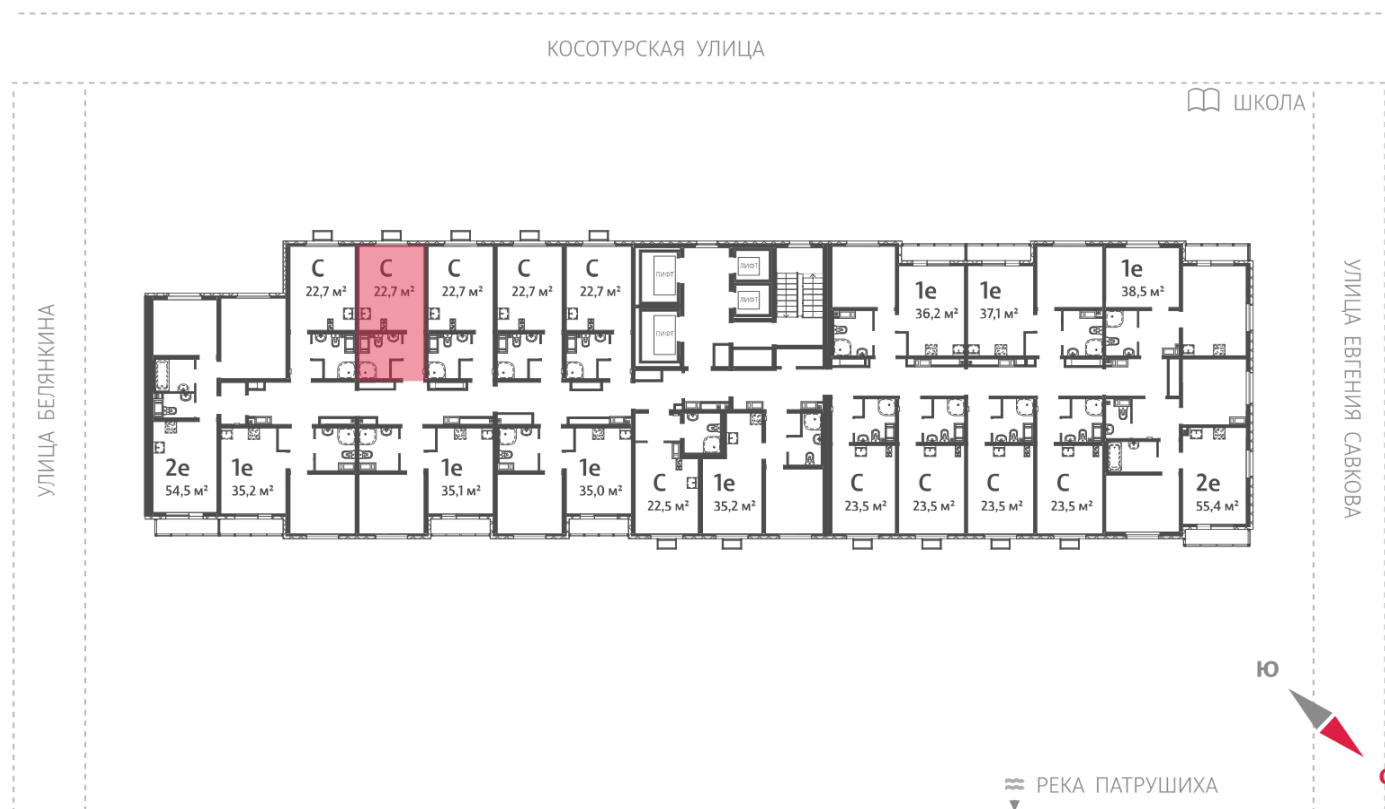 КОСОТУРСКАЯ УЛИЦА
ШКОЛА
УЛИЦА БЕЛЯНКИНА
УЛИЦА ЕВГЕНИЯ САВКОВА
С
22,7 м²
С
22,7 м²
С
22,7 м²
С
22,7 м²
С
22,7 м²
ЛИФТ
ЛИФТ
ЛИФТ
ЛИФТ
1е
36,2 м²
1е
37,1 м²
1е
38,5 м²
2е
54,5 м²
1е
35,2 м²
1е
35,1 м²
1е
35,0 м²
С
22,5 м²
1е
35,2 м²
С
23,5 м²
С
23,5 м²
С
23,5 м²
С
23,5 м²
2е
55,4 м²
Ю
С
РЕКА ПАТРУШИХА